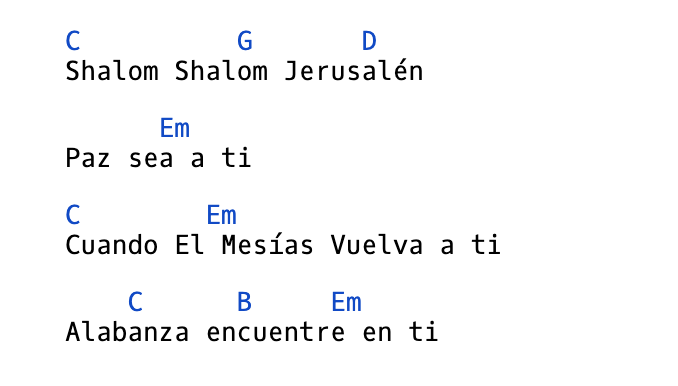 C          G       D
Shalom Shalom Jerusalén
      Em
Paz sea a ti
C        Em
Cuando El Mesías Vuelva a ti
    C      B     Em
Alabanza encuentre en ti